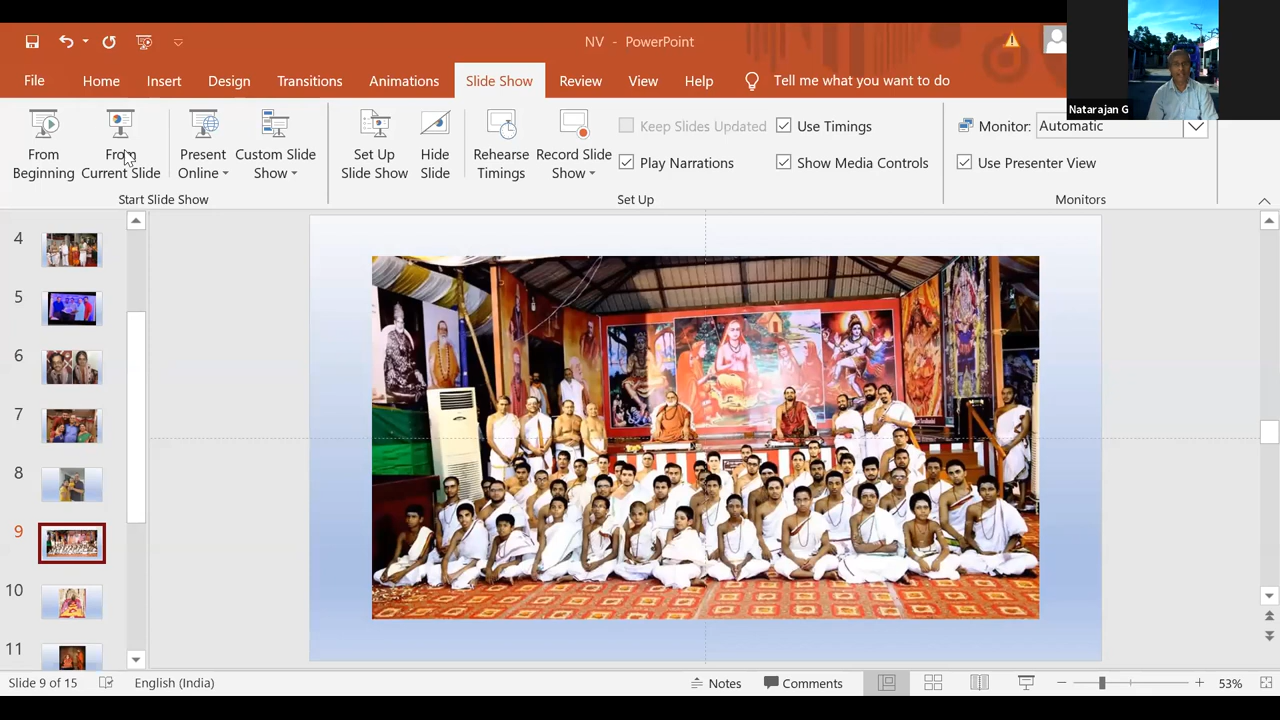 NV - PowerPoint
Natarajan G
File Home Insert Design Transitions Animations Slide Show Review View Help Tell me what you want to do
From Beginning
From Current Slide
Present Online
Custom Slide Show
Set Up Slide Show
Hide Slide
Rehearse Timings
Record Slide Show
Keep Slides Updated
Play Narrations
Use Timings
Show Media Controls
Monitor: Automatic
Use Presenter View
Start Slide Show
Set Up
Monitors
4
5
6
7
8
9
10
11
Slide 9 of 15
English (India)
Notes
Comments
53%